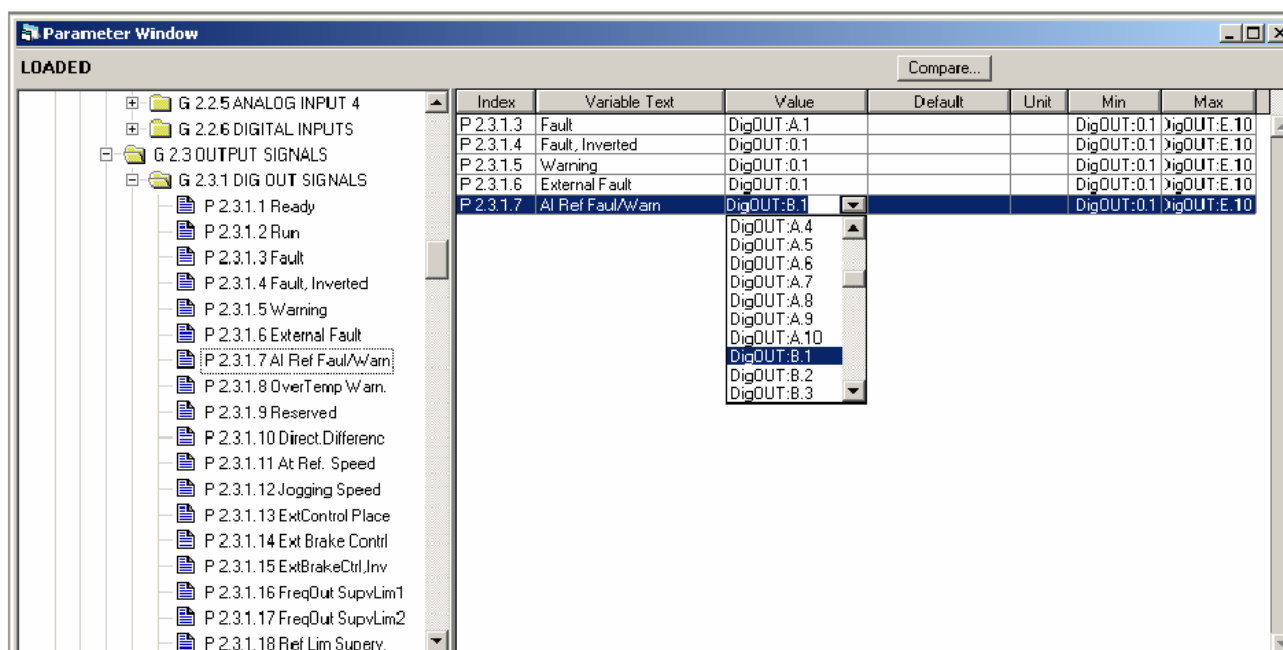 Parameter Window
LOADED
Compare...
G 2.2.5 ANALOG INPUT 4
G 2.2.6 DIGITAL INPUTS
G 2.3 OUTPUT SIGNALS
G 2.3.1 DIG OUT SIGNALS
P 2.3.1.1 Ready
P 2.3.1.2 Run
P 2.3.1.3 Fault
P 2.3.1.4 Fault, Inverted
P 2.3.1.5 Warning
P 2.3.1.6 External Fault
P 2.3.1.7 AI Ref Faul/Warn
P 2.3.1.8 OverTemp Warn.
P 2.3.1.9 Reserved
P 2.3.1.10 Direct.Differenc
P 2.3.1.11 At Ref. Speed
P 2.3.1.12 Jogging Speed
P 2.3.1.13 ExtControl Place
P 2.3.1.14 Ext Brake Contrl
P 2.3.1.15 ExtBrakeCtrl,Inv
P 2.3.1.16 FreqOut SupvLim1
P 2.3.1.17 FreqOut SupvLim2
P 2.3.1.18 Ref Lim Superv.
Index Variable Text Value Default Unit Min Max
P 2.3.1.3 Fault DigOUT:A.1 DigOUT:0.1 DigOUT:E.10
P 2.3.1.4 Fault, Inverted DigOUT:0.1 DigOUT:0.1 DigOUT:E.10
P 2.3.1.5 Warning DigOUT:0.1 DigOUT:0.1 DigOUT:E.10
P 2.3.1.6 External Fault DigOUT:0.1 DigOUT:0.1 DigOUT:E.10
P 2.3.1.7 AI Ref Faul/Warn DigOUT:B.1 DigOUT:0.1 DigOUT:E.10
DigOUT:A.4
DigOUT:A.5
DigOUT:A.6
DigOUT:A.7
DigOUT:A.8
DigOUT:A.9
DigOUT:A.10
DigOUT:B.1
DigOUT:B.2
DigOUT:B.3